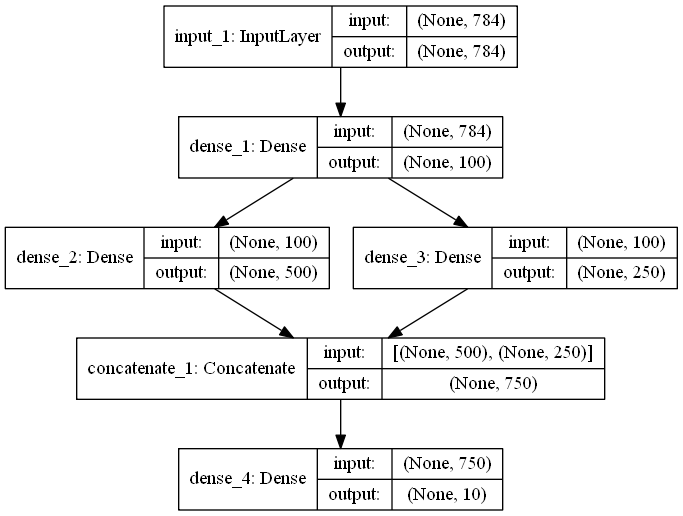 input_1: InputLayer
input: (None, 784)
output: (None, 784)
dense_1: Dense
input: (None, 784)
output: (None, 100)
dense_2: Dense
input: (None, 100)
output: (None, 500)
dense_3: Dense
input: (None, 100)
output: (None, 250)
concatenate_1: Concatenate
input: [(None, 500), (None, 250)]
output: (None, 750)
dense_4: Dense
input: (None, 750)
output: (None, 10)